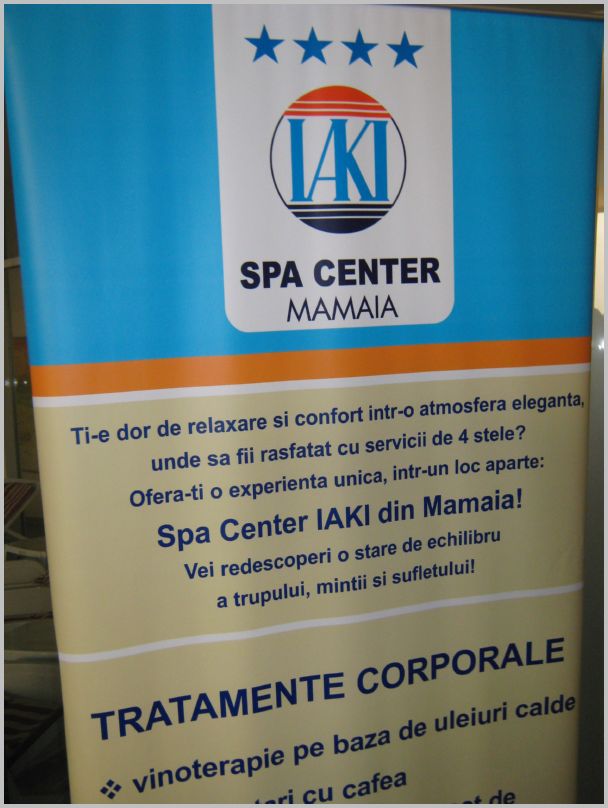 IAKI
SPA CENTER
MAMAIA
Ti-e dor de relaxare si confort intr-o atmosfera eleganta,
unde sa fii rasfatat cu servicii de 4 stele?
Ofera-ti o experienta unica, intr-un loc aparte:
Spa Center IAKI din Mamaia!
Vei redescoperi o stare de echilibru
a trupului, mintii si sufletului!
TRATAMENTE CORPORALE
❖ vinoterapie pe baza de uleiuri calde
cu cafea
de